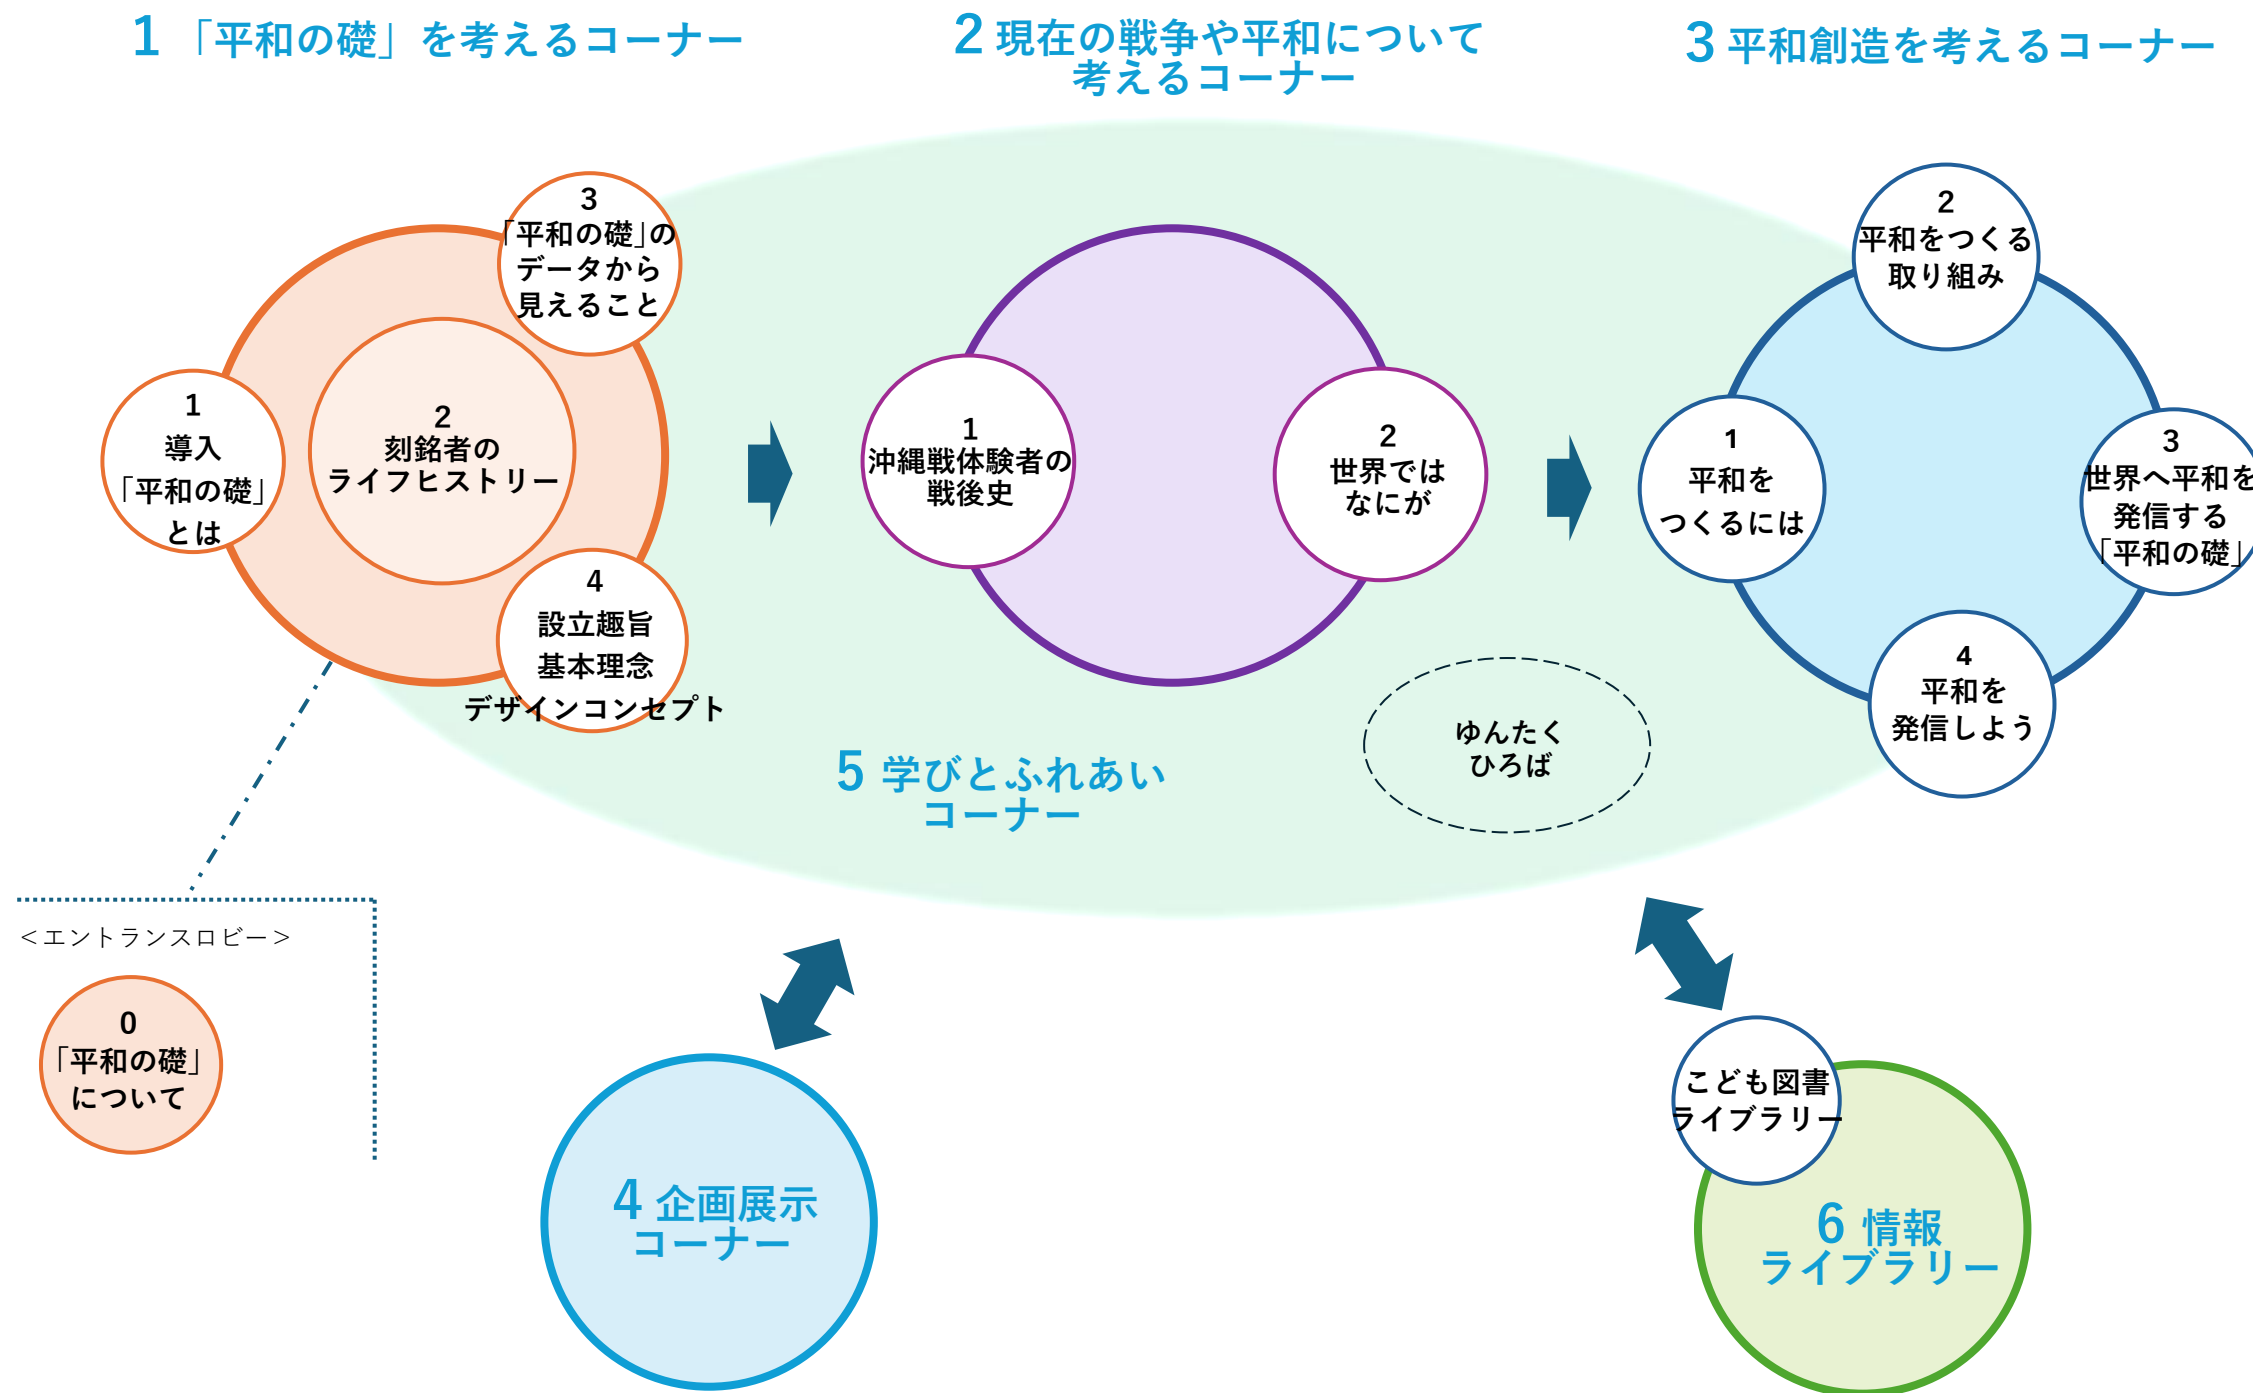 1 「平和の礎」を考えるコーナー
2 現在の戦争や平和について
考えるコーナー
3 平和創造を考えるコーナー
1
導入
「平和の礎」
とは
2
刻銘者の
ライフヒストリー
3
「平和の礎」の
データから
見えること
4
設立趣旨
基本理念
デザインコンセプト
1
沖縄戦体験者の
戦後史
2
世界では
なにが
1
平和を
つくるには
2
平和をつくる
取り組み
3
世界へ平和を
発信する
「平和の礎」
4
平和を
発信しよう
5 学びとふれあい
コーナー
ゆんたく
ひろば
＜エントランスロビー＞
0
「平和の礎」
について
4 企画展示
コーナー
こども図書
ライブラリー
6 情報
ライブラリー